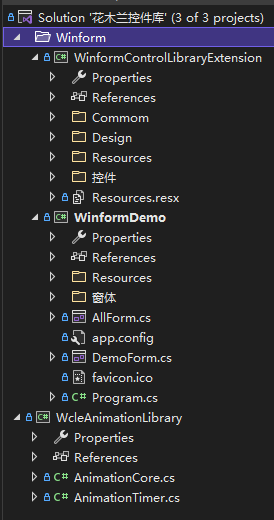 Solution '花木兰控件库' (3 of 3 projects)
Winform
WinformControlLibraryExtension
Properties
References
Commom
Design
Resources
控件
Resources.resx
WinformDemo
Properties
References
Resources
窗体
AllForm.cs
app.config
DemoForm.cs
favicon.ico
Program.cs
WcleAnimationLibrary
Properties
References
AnimationCore.cs
AnimationTimer.cs